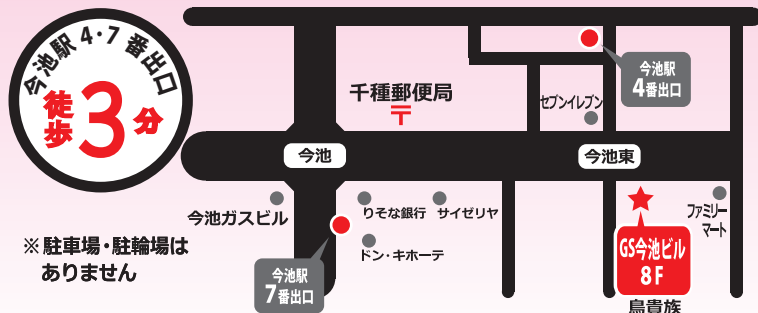 今池駅4・7番出口
徒歩3分
千種郵便局
〒
セブンイレブン
今池駅
4番出口
今池
今池東
今池ガスビル
りそな銀行
サイゼリヤ
ドン・キホーテ
今池駅
7番出口
ファミリー
マート
GS今池ビル
8F
鳥貴族
※駐車場・駐輪場は
ありません